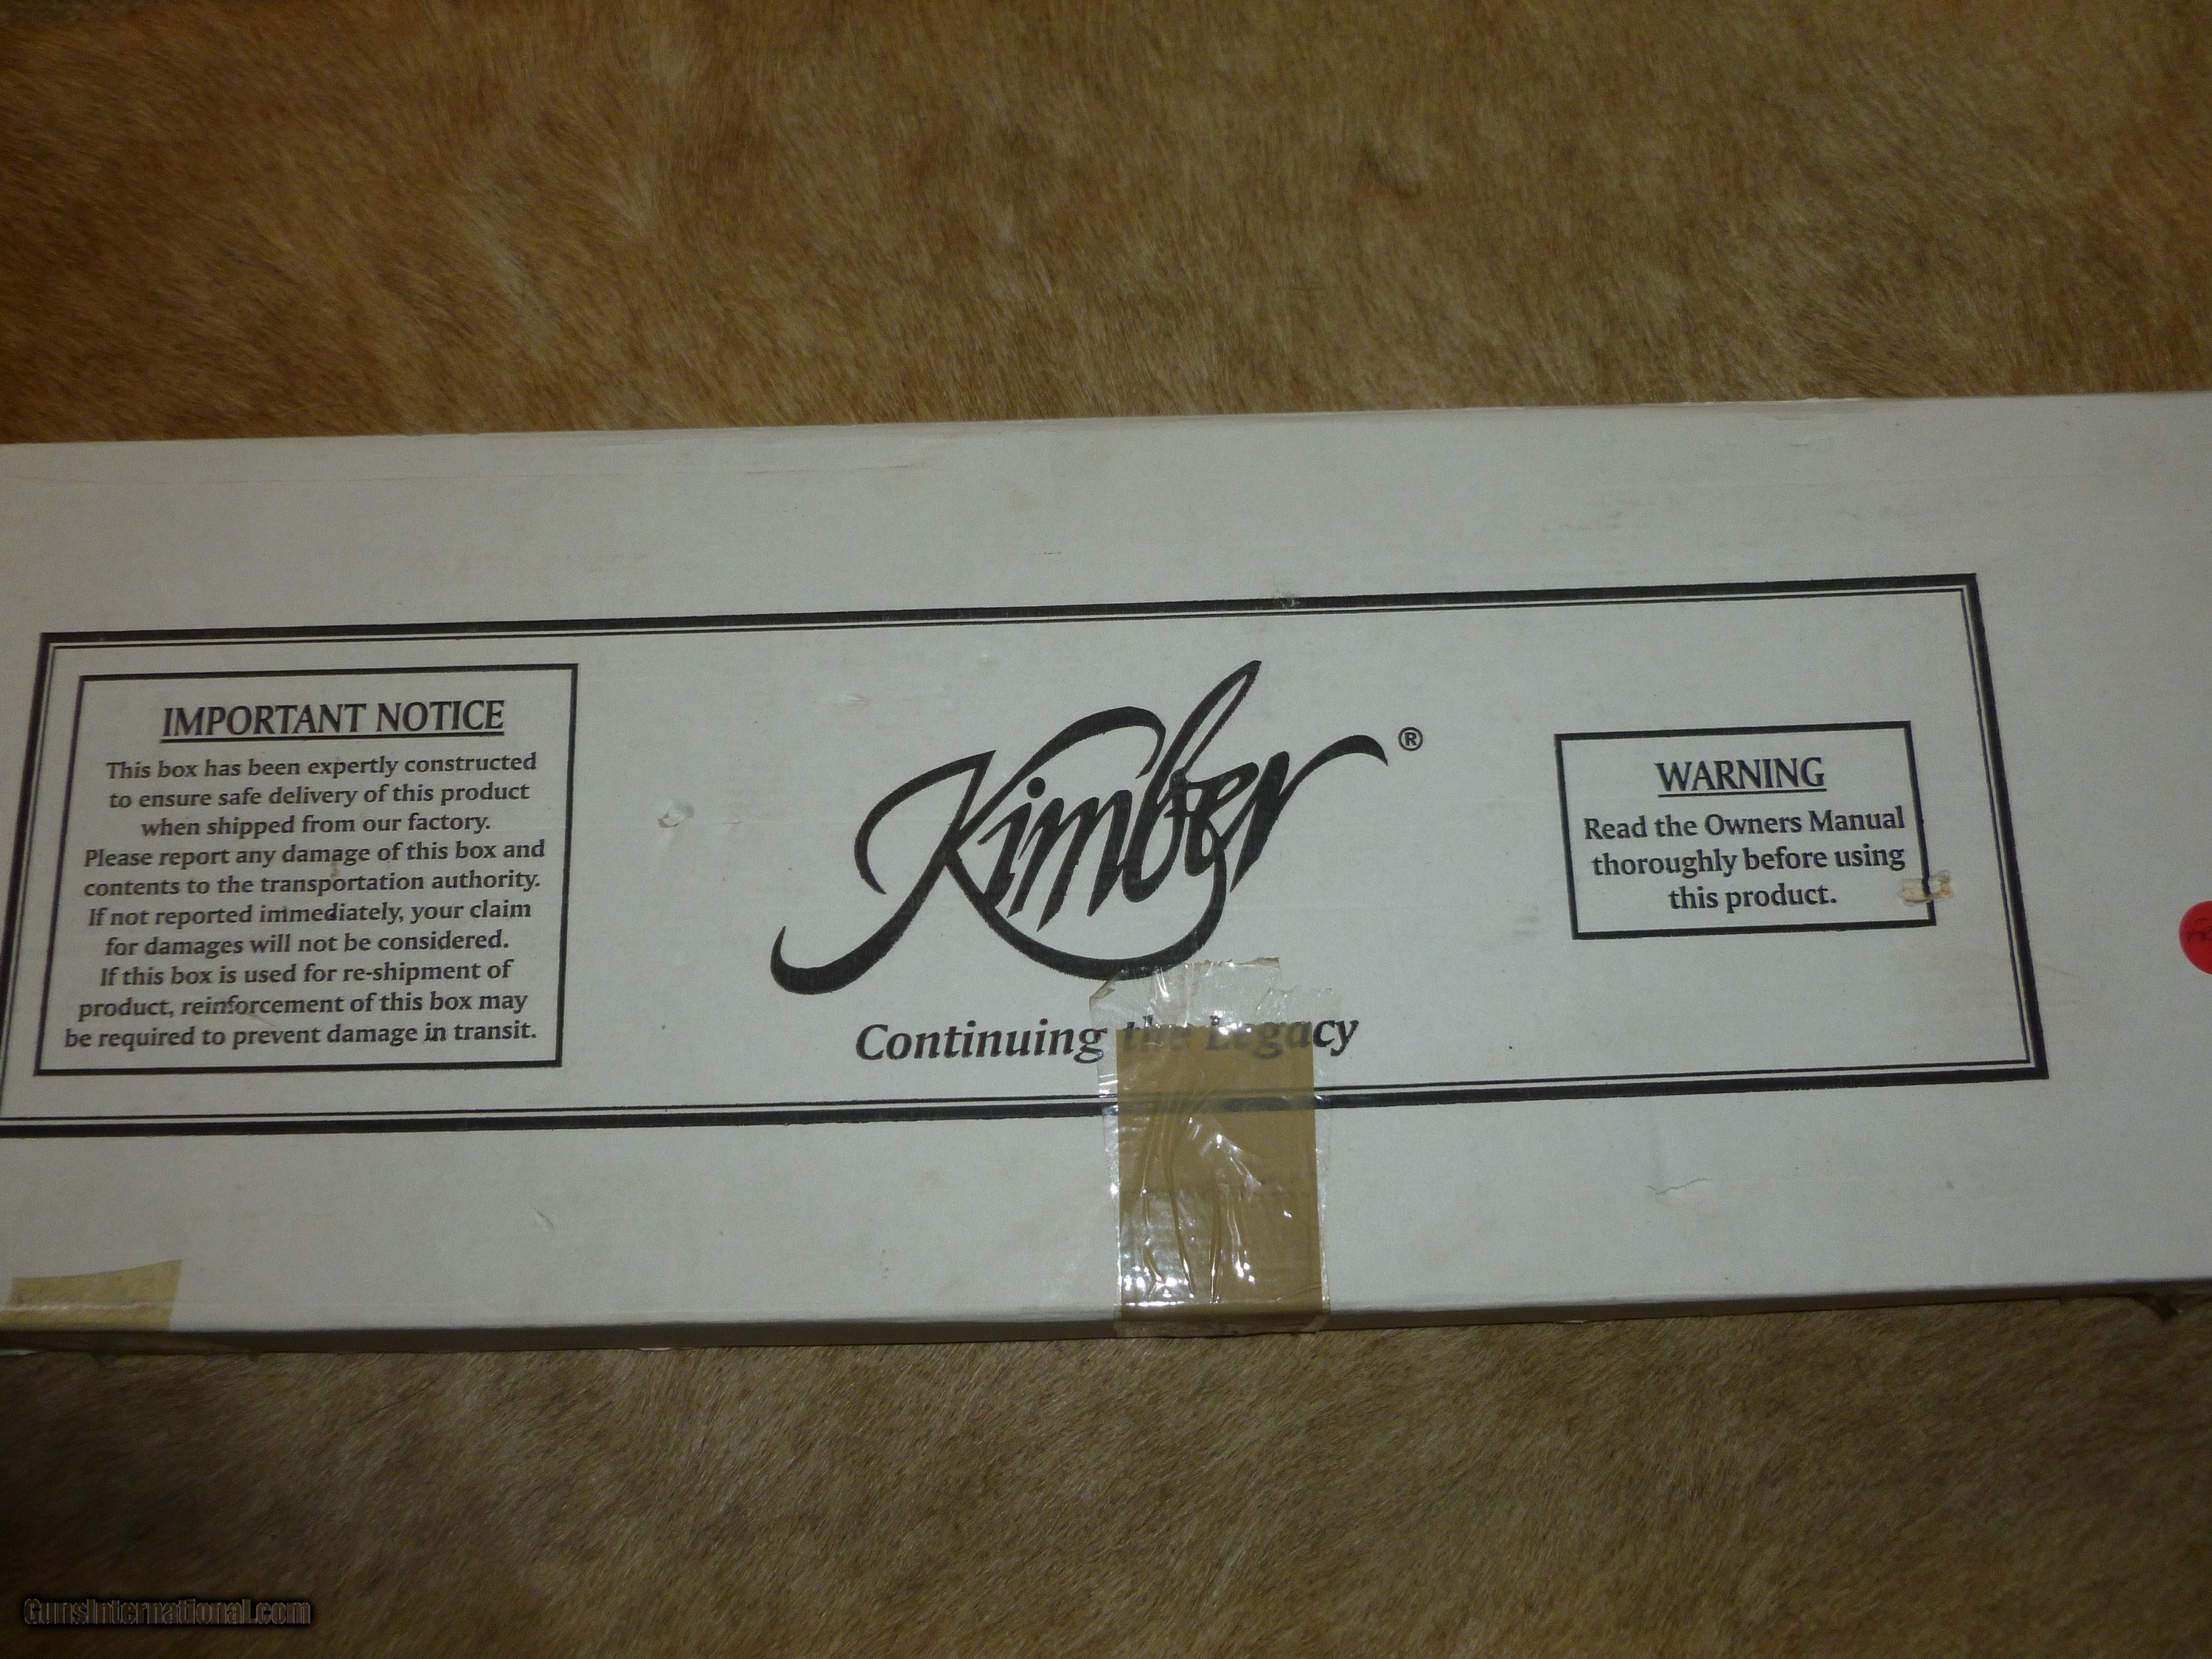 IMPORTANT NOTICE
This box has been expertly constructed
to ensure safe delivery of this product
when shipped from our factory.
Please report any damage of this box and
contents to the transportation authority.
If not reported immediately, your claim
for damages will not be considered.
If this box is used for re-shipment of
product, reinforcement of this box may
be required to prevent damage in transit.
Kimber®
Continuing the Legacy
WARNING
Read the Owners Manual
thoroughly before using
this product.
GunsInternational.com